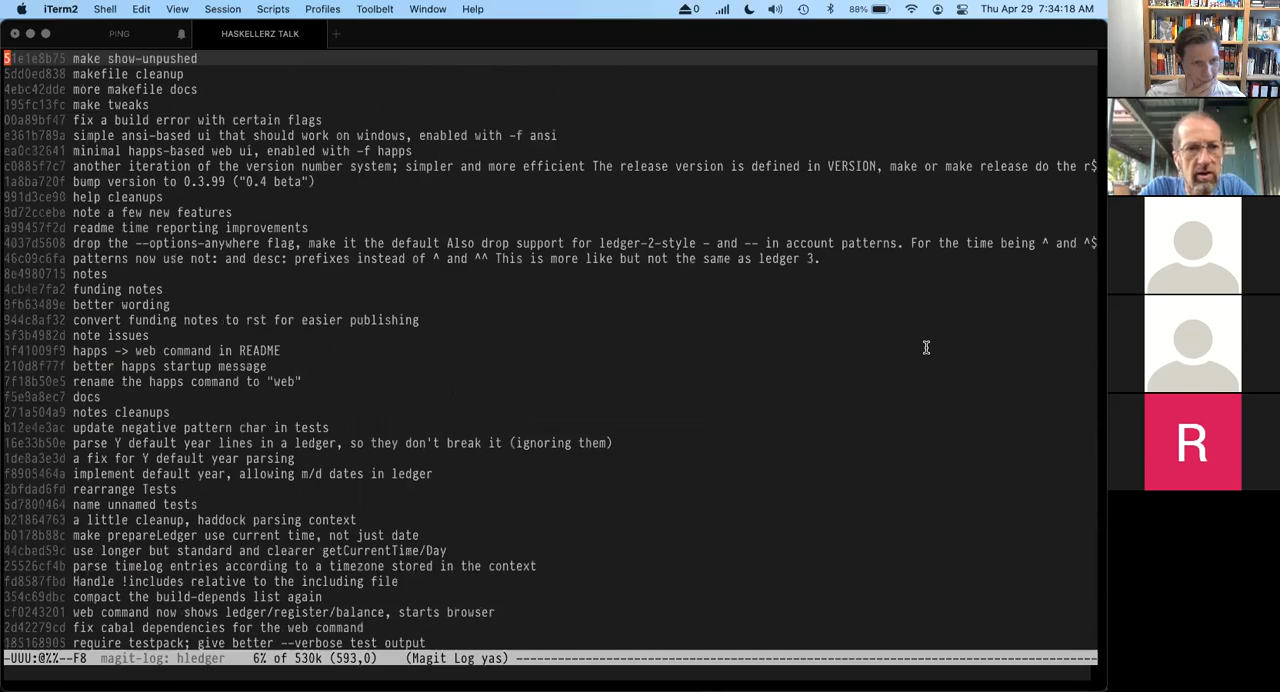 iTerm2 Shell Edit View Session Scripts Profiles Toolbelt Window Help 0 88% Thu Apr 29 7:34:18 AM
PING HASKELLERZ TALK +
51e1e8b75 make show-unpushed
5dd0ed838 makefile cleanup
4ebc42dde more makefile docs
195fc13fc make tweaks
00a89bf47 fix a build error with certain flags
e361b789a simple ansi-based ui that should work on windows, enabled with -f ansi
ea0c32641 minimal happs-based web ui, enabled with -f happs
c0885f7c7 another iteration of the version number system; simpler and more efficient The release version is defined in VERSION, make or make release do the r$
1a8ba720f bump version to 0.3.99 ("0.4 beta")
991d3ce90 help cleanups
9d72ccebe note a few new features
a99457f2d readme time reporting improvements
4037d5608 drop the --options-anywhere flag, make it the default Also drop support for ledger-2-style - and -- in account patterns. For the time being ^ and ^$
46c09c6fa patterns now use not: and desc: prefixes instead of ^ and ^^ This is more like but not the same as ledger 3.
8e4980715 notes
4cb4e7fa2 funding notes
9fb63489e better wording
944c8af32 convert funding notes to rst for easier publishing
5f3b4982d note issues
1f41009f9 happs -> web command in README
210d8f77f better happs startup message
7f18b50e5 rename the happs command to "web"
f5e9a8ec7 docs
271a504a9 notes cleanups
b12e4e3ac update negative pattern char in tests
16e33b50e parse Y default year lines in a ledger, so they don't break it (ignoring them)
1de8a3e3d a fix for Y default year parsing
f8905464a implement default year, allowing m/d dates in ledger
2bfdad6fd rearrange Tests
5d7800464 name unnamed tests
b21864763 a little cleanup, haddock parsing context
b0178b88c make prepareLedger use current time, not just date
44cbed59c use longer but standard and clearer getCurrentTime/Day
25526cf4b parse timelog entries according to a timezone stored in the context
fd8587fbd Handle !includes relative to the including file
354c69dbc compact the build-depends list again
cf0243201 web command now shows ledger/register/balance, starts browser
2d42279cd fix cabal dependencies for the web command
185168905 require testpack; give better --verbose test output
-UUU:@%%--F8 magit-log: hledger 6% of 530k (593,0) (Magit Log yas) ----------
R